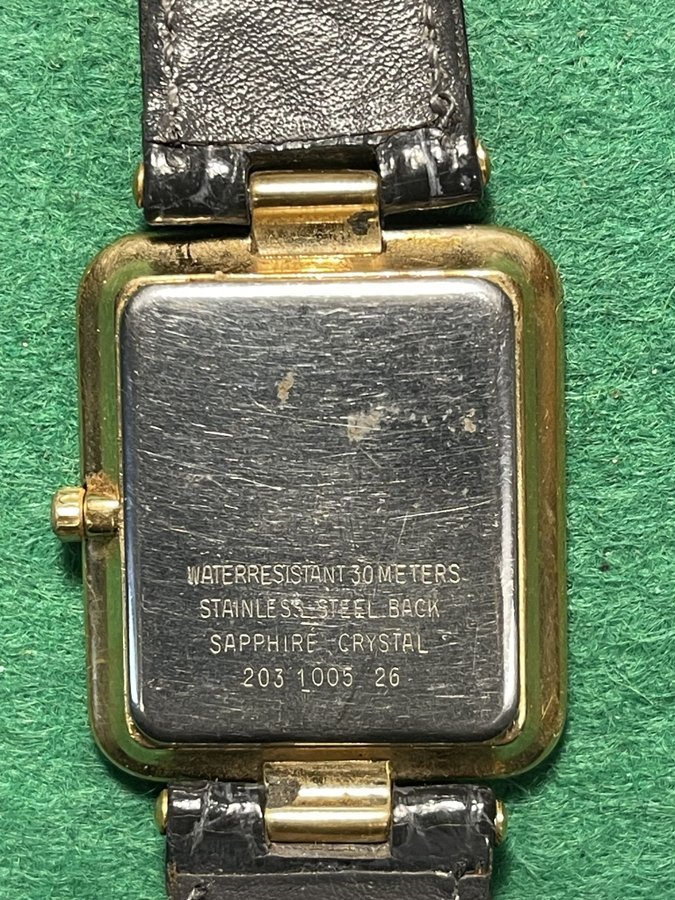 WATERRESISTANT 30 METERS
STAINLESS STEEL BACK
SAPPHIRE CRYSTAL
203 1005 26